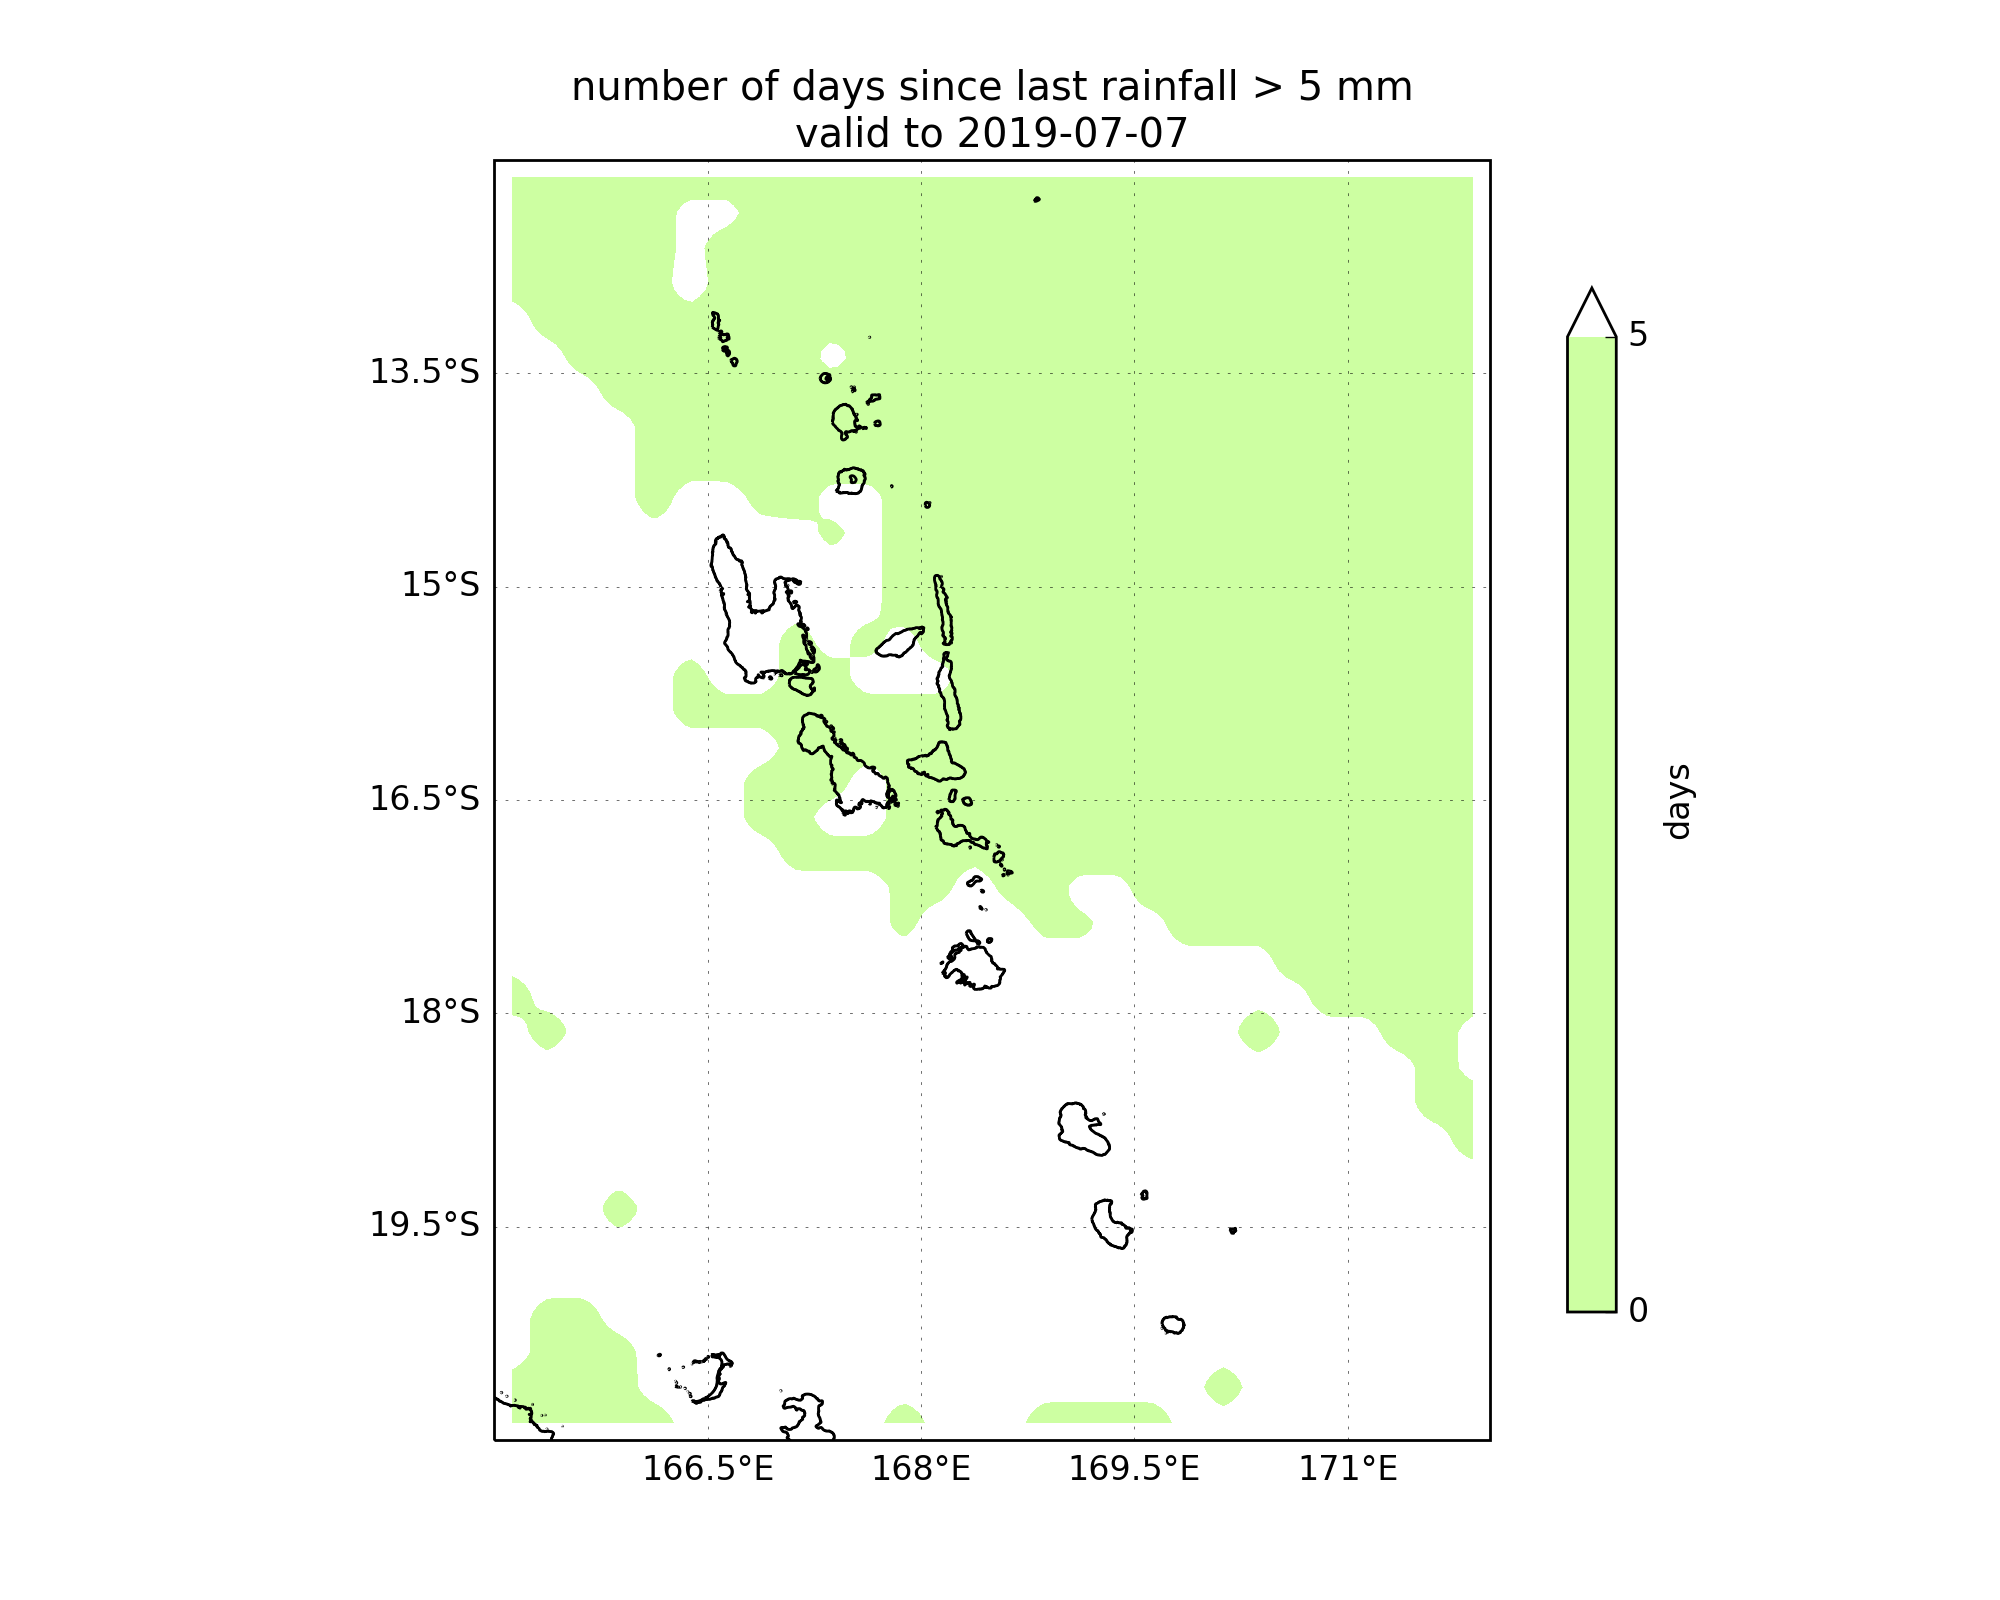 number of days since last rainfall > 5 mm
valid to 2019-07-07
13.5°S
15°S
16.5°S
18°S
19.5°S
166.5°E
168°E
169.5°E
171°E
5
0
days